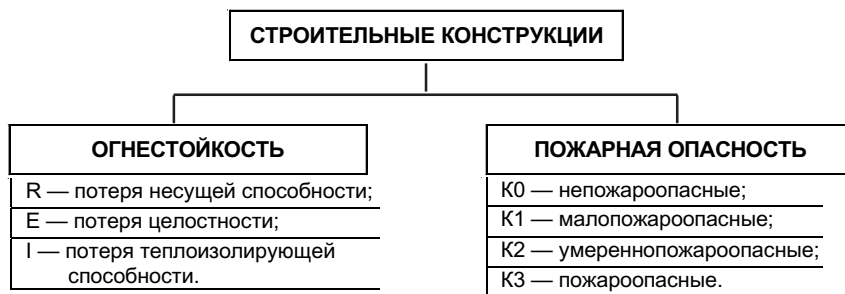 СТРОИТЕЛЬНЫЕ КОНСТРУКЦИИ
ОГНЕСТОЙКОСТЬ
R — потеря несущей способности;
E — потеря целостности;
I — потеря теплоизолирующей
способности.
ПОЖАРНАЯ ОПАСНОСТЬ
К0 — непожароопасные;
К1 — малопожароопасные;
К2 — умереннопожароопасные;
К3 — пожароопасные.